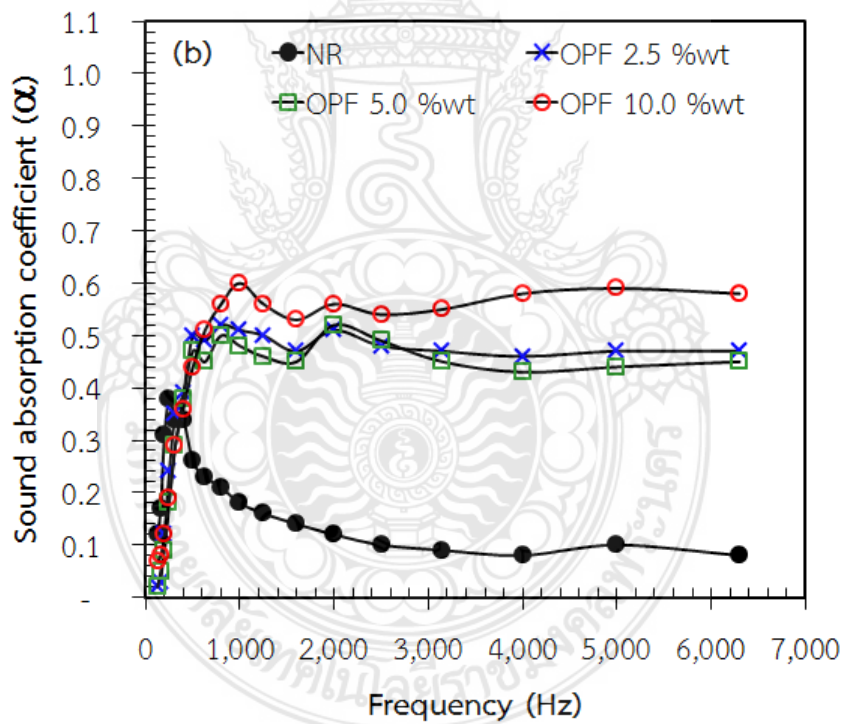 1.1
1.0
0.9
0.8
0.7
0.6
0.5
0.4
0.3
0.2
0.1
-
Sound absorption coefficient (α)
(b)
NR
OPF 2.5 %wt
OPF 5.0 %wt
OPF 10.0 %wt
0 1,000 2,000 3,000 4,000 5,000 6,000 7,000
Frequency (Hz)